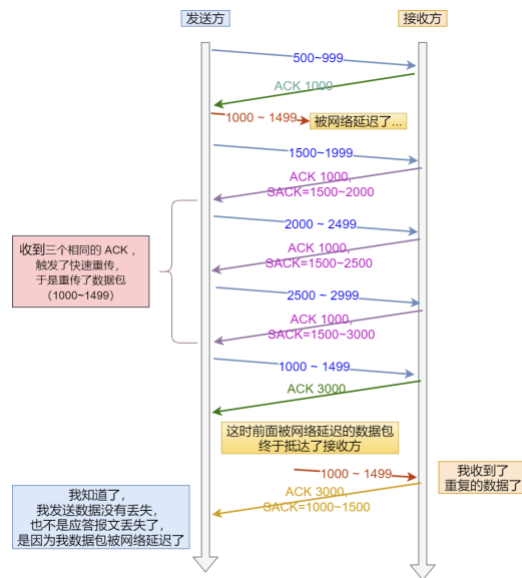 发送方
接收方
500~999
ACK 1000
1000 ~ 1499
被网络延迟了...
1500~1999
ACK 1000,
SACK=1500~2000
2000 ~ 2499
收到三个相同的 ACK ,
触发了快速重传,
于是重传了数据包
(1000~1499)
ACK 1000,
SACK=1500~2500
2500 ~ 2999
ACK 1000,
SACK=1500~3000
1000 ~ 1499
ACK 3000
这时前面被网络延迟的数据包
终于抵达了接收方
1000 ~ 1499
我收到了
重复的数据了
ACK 3000,
SACK=1000~1500
我知道了,
我发送数据没有丢失,
也不是应答报文丢失了,
是因为我数据包被网络延迟了